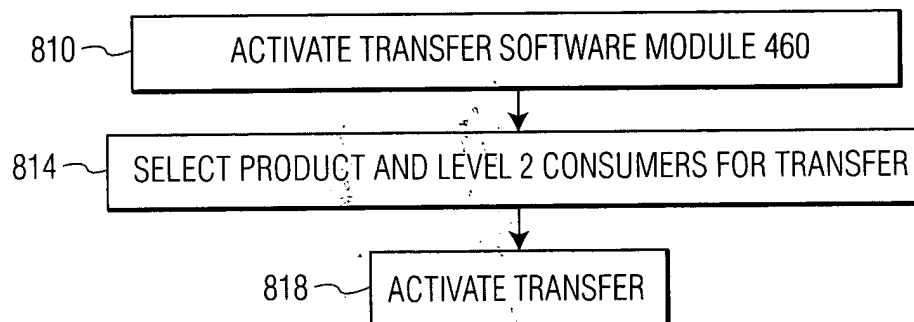 810 ACTIVATE TRANSFER SOFTWARE MODULE 460
814 SELECT PRODUCT AND LEVEL 2 CONSUMERS FOR TRANSFER
818 ACTIVATE TRANSFER